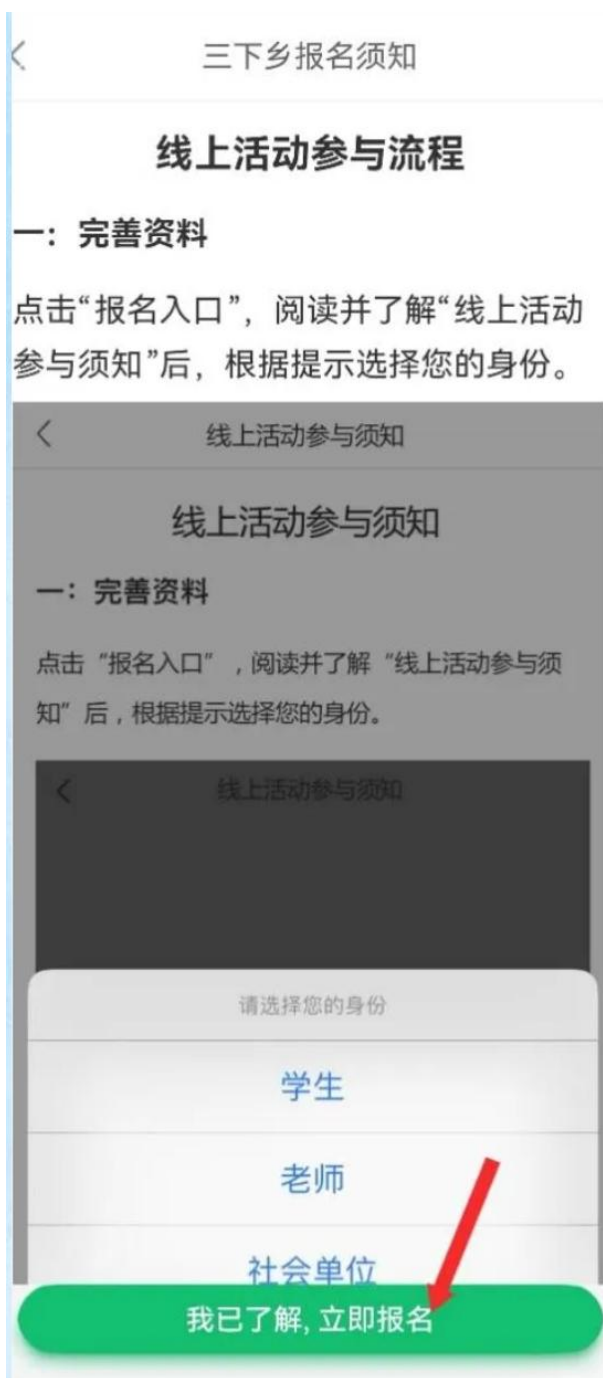 三下乡报名须知
线上活动参与流程
一：完善资料
点击“报名入口”，阅读并了解“线上活动
参与须知”后，根据提示选择您的身份。
线上活动参与须知
线上活动参与须知
一：完善资料
点击“报名入口”，阅读并了解“线上活动参与须
知”后，根据提示选择您的身份。
线上活动参与须知
请选择您的身份
学生
老师
社会单位
我已了解, 立即报名